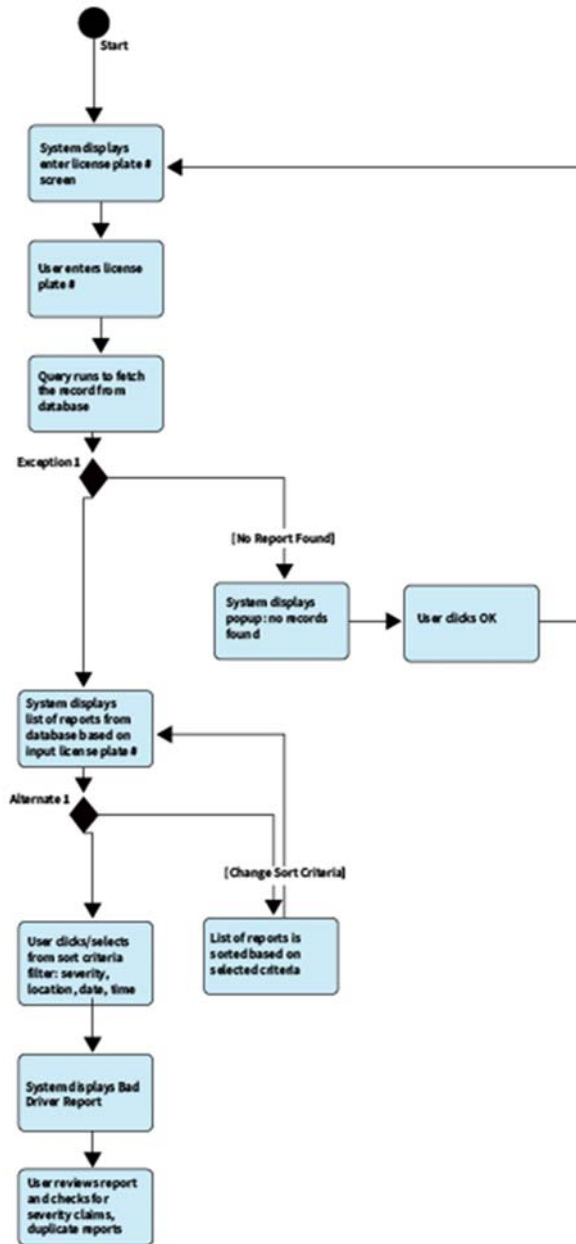 Start
System displays
enter license plate #
screen
User enters license
plate #
Query runs to fetch
the record from
database
Exception 1
[No Report Found]
System displays
popup: no records
found
User clicks OK
System displays
list of reports from
database based on
input license plate #
Alternate 1
[Change Sort Criteria]
User clicks/selects
from sort criteria
filter: severity,
location, date, time
List of reports is
sorted based on
selected criteria
System displays Bad
Driver Report
User reviews report
and checks for
severity claims,
duplicate reports